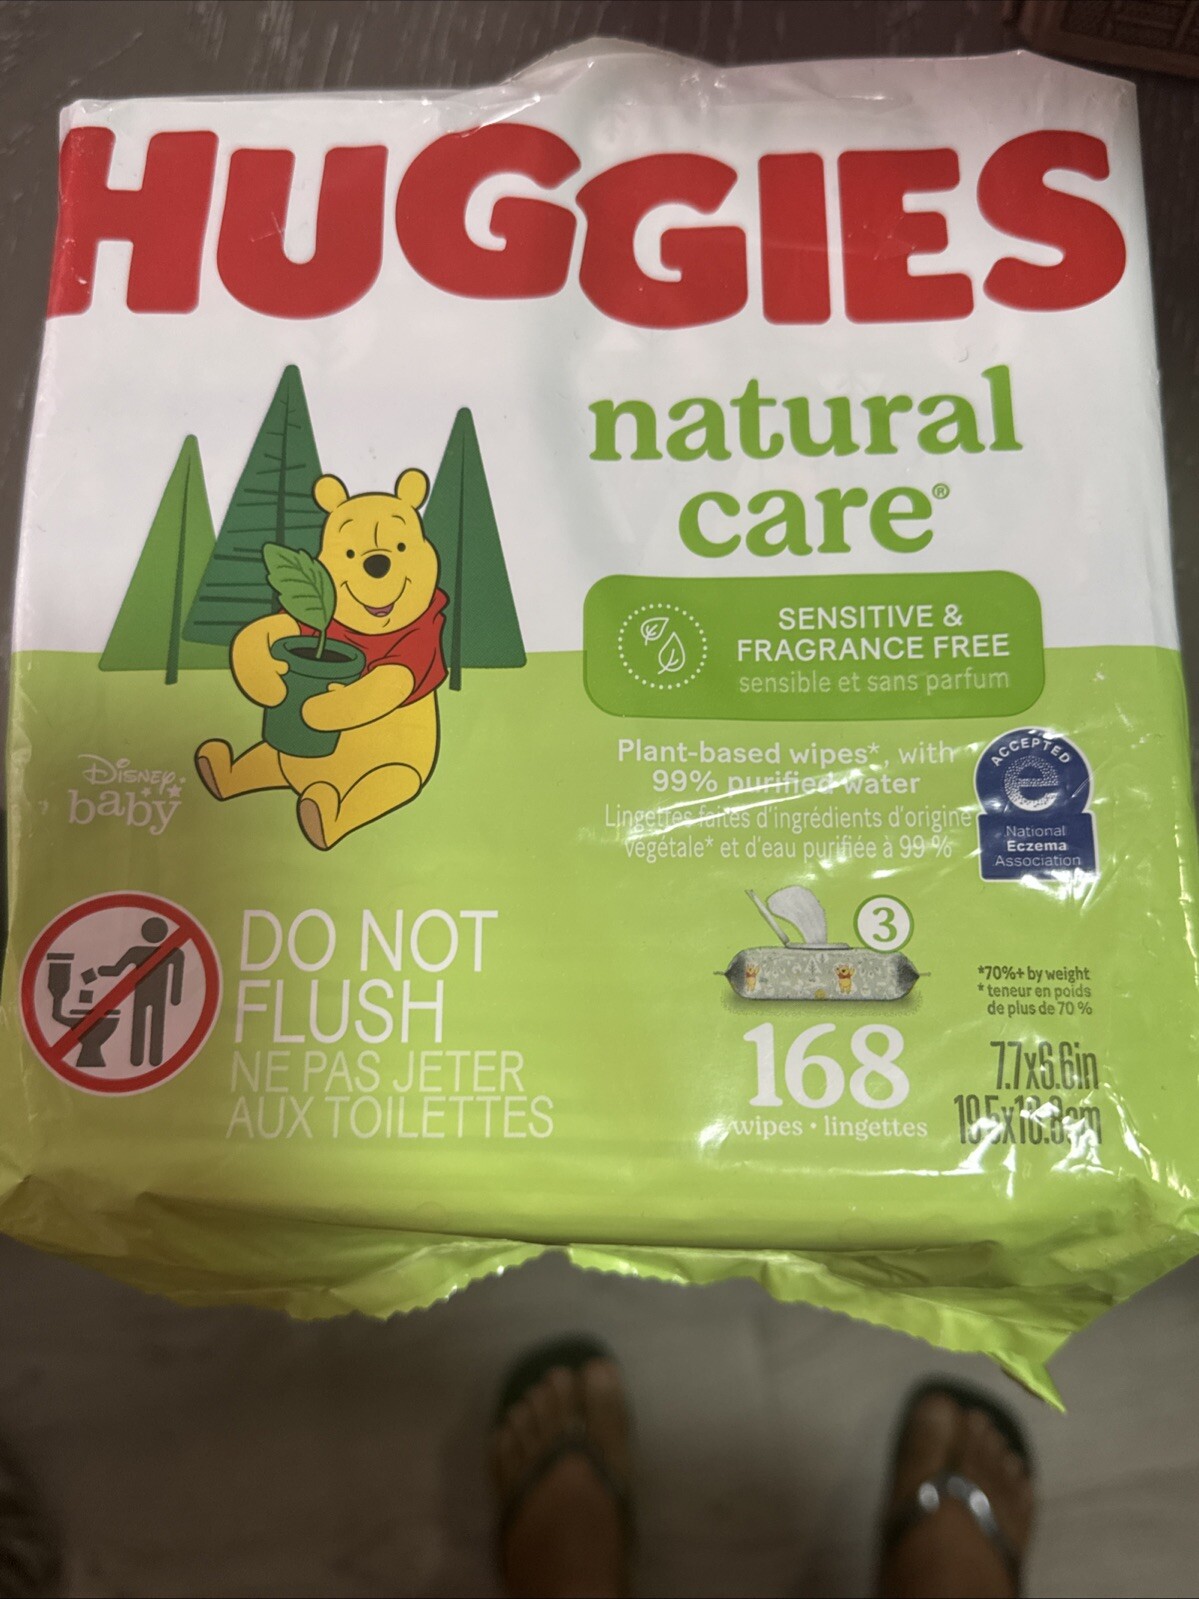 HUGGIES
natural
care®
SENSITIVE &
FRAGRANCE FREE
sensible et sans parfum
Plant-based wipes*, with
99% purified water
Lingettes faites d'ingrédients d'origine
végétale* et d'eau purifiée à 99 %
ACCEPTED
e
National
Eczema
Association
Disney
baby
DO NOT
FLUSH
NE PAS JETER
AUX TOILETTES
3
168
wipes • lingettes
*70%+ by weight
*teneur en poids
de plus de 70 %
7.7x6.6in
19.5x16.8cm